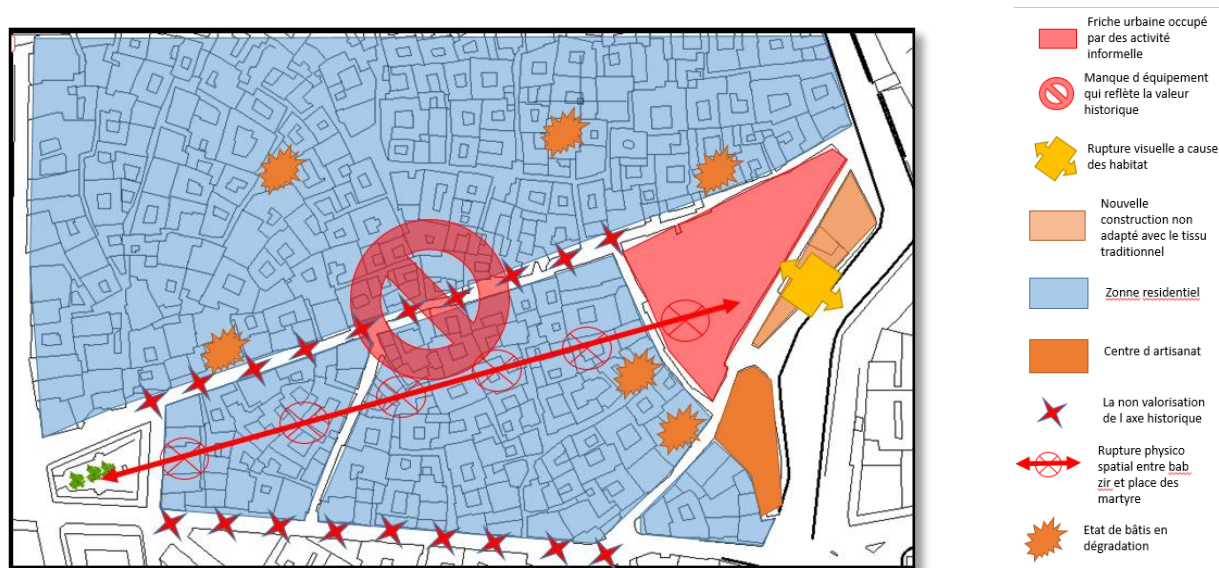 Friche urbaine occupé
par des activité
informelle
Manque d équipement
qui reflète la valeur
historique
Rupture visuelle a cause
des habitat
Nouvelle
construction non
adapté avec le tissu
traditionnel
Zonne residentiel
Centre d artisanat
La non valorisation
de l axe historique
Rupture physico
spatial entre bab
zir et place des
martyre
Etat de bâtis en
dégradation